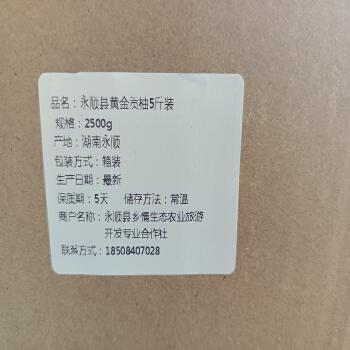 品名：永顺县黄金贡柚5斤装
规格：2500g
产地：湖南永顺
包装方式：箱装
生产日期：最新
保质期：5天 储存方法：常温
商户名称：永顺县乡情生态农业旅游
开发专业合作社
联系方式：18508407028